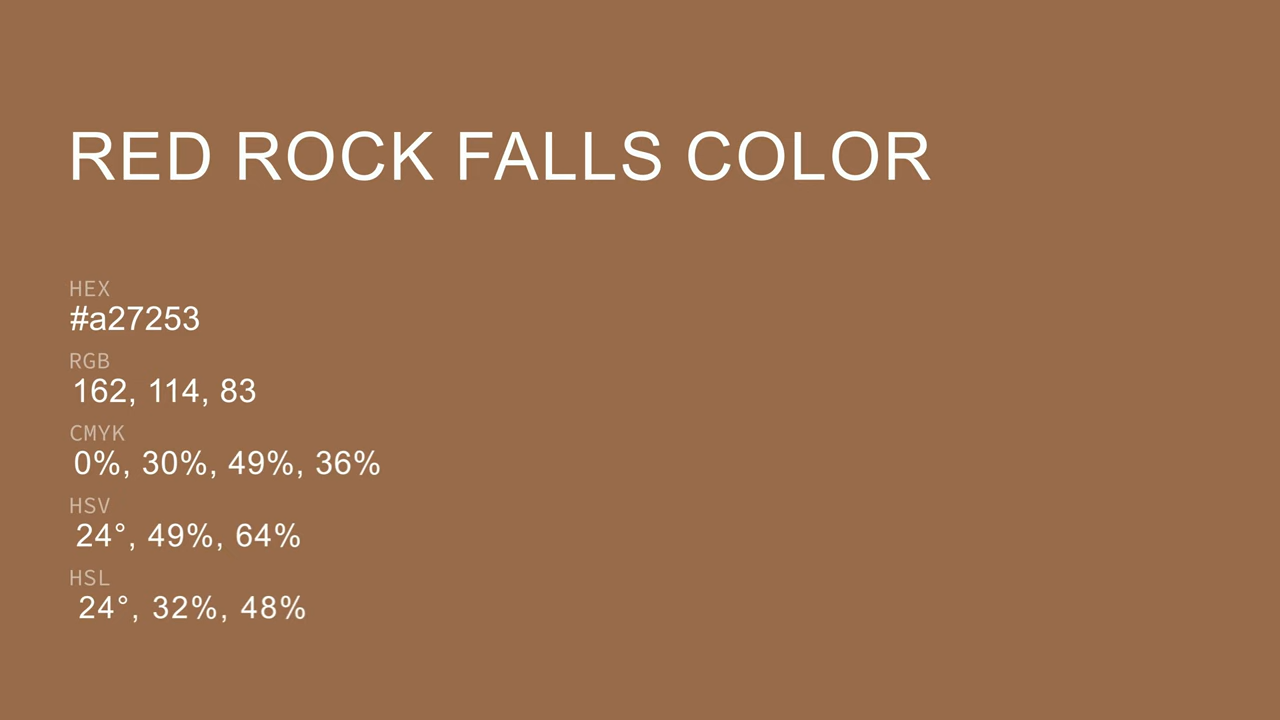 RED ROCK FALLS COLOR
HEX
#a27253
RGB
162, 114, 83
CMYK
0%, 30%, 49%, 36%
HSV
24°, 49%, 64%
HSL
24°, 32%, 48%